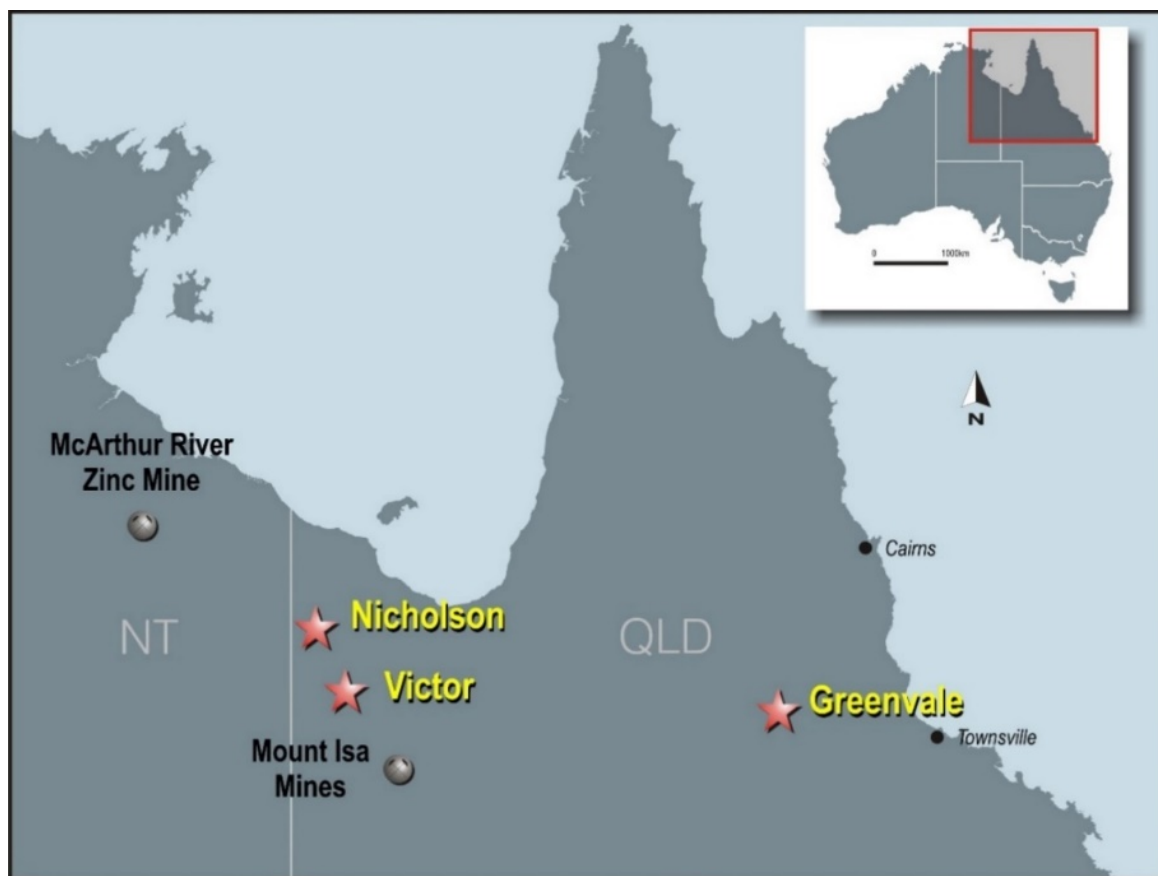 0
1000km
N
McArthur River
Zinc Mine
Cairns
NT
Nicholson
QLD
Victor
Greenvale
Townsville
Mount Isa
Mines